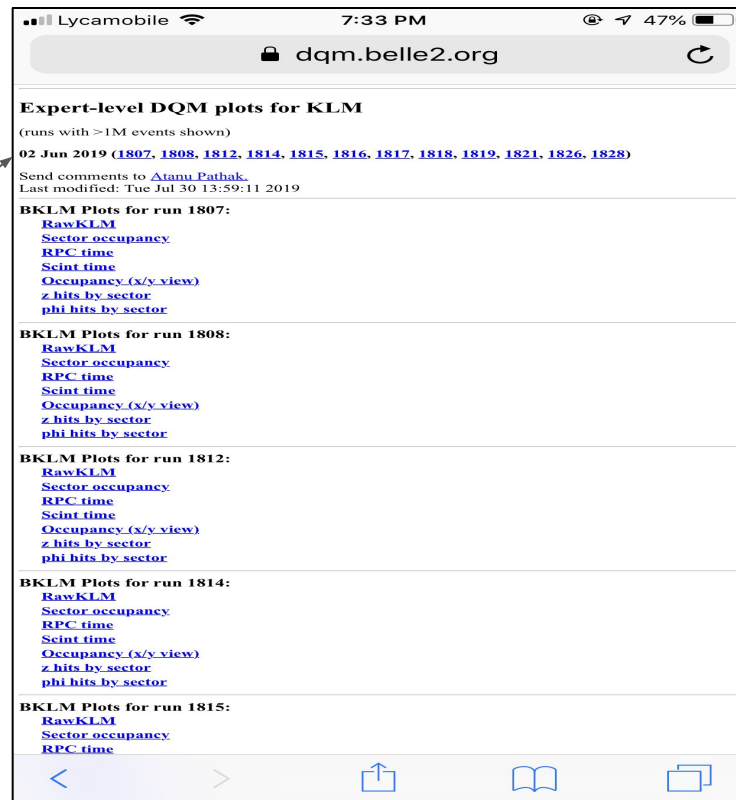 Lycamobile 7:33 PM 47%
dqm.belle2.org
Expert-level DQM plots for KLM
(runs with >1M events shown)
02 Jun 2019 (1807, 1808, 1812, 1814, 1815, 1816, 1817, 1818, 1819, 1821, 1826, 1828)
Send comments to Atanu Pathak.
Last modified: Tue Jul 30 13:59:11 2019
BKLM Plots for run 1807:
RawKLM
Sector occupancy
RPC time
Scint time
Occupancy (x/y view)
z hits by sector
phi hits by sector
BKLM Plots for run 1808:
RawKLM
Sector occupancy
RPC time
Scint time
Occupancy (x/y view)
z hits by sector
phi hits by sector
BKLM Plots for run 1812:
RawKLM
Sector occupancy
RPC time
Scint time
Occupancy (x/y view)
z hits by sector
phi hits by sector
BKLM Plots for run 1814:
RawKLM
Sector occupancy
RPC time
Scint time
Occupancy (x/y view)
z hits by sector
phi hits by sector
BKLM Plots for run 1815:
RawKLM
Sector occupancy
RPC time